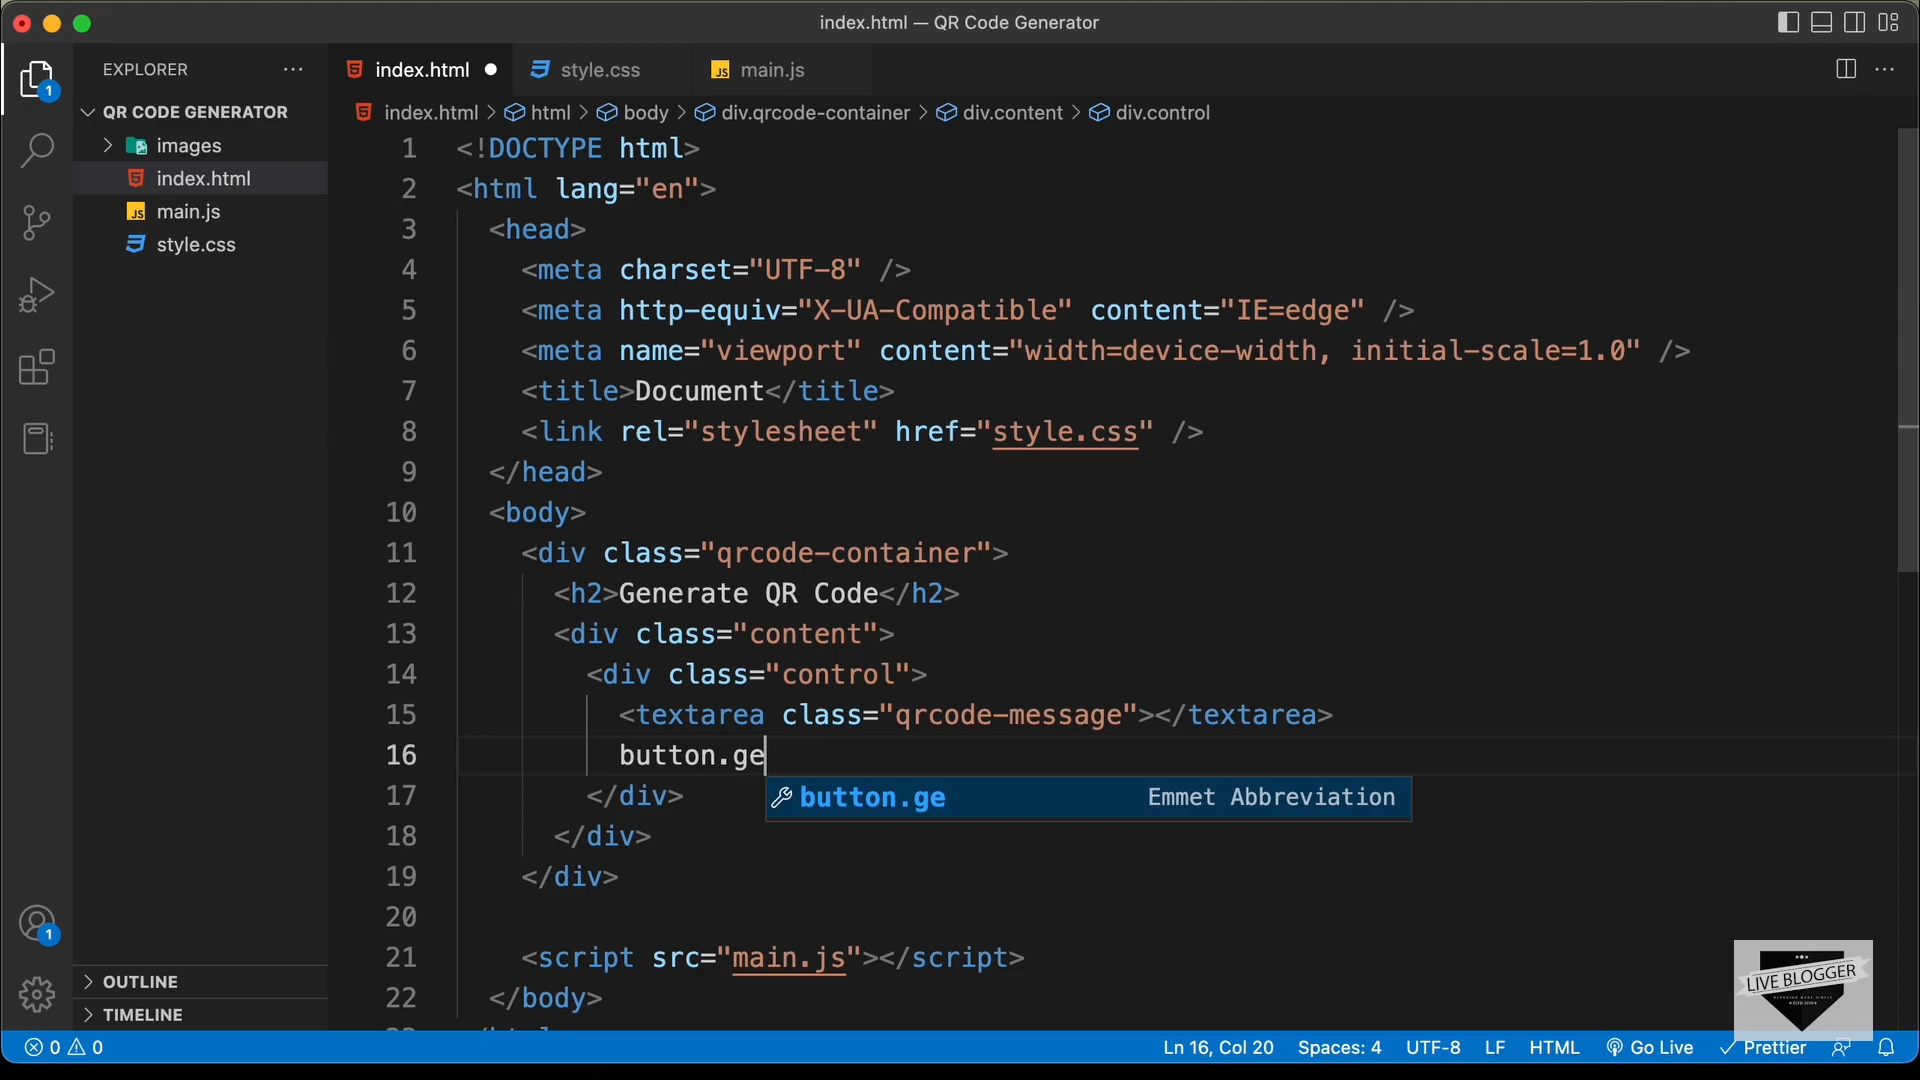 index.html — QR Code Generator
EXPLORER
QR CODE GENERATOR
images
index.html
JS main.js
style.css
OUTLINE
TIMELINE
1
1
index.html
style.css
JS main.js
index.html > html > body > div.qrcode-container > div.content > div.control
1 <!DOCTYPE html>
2 <html lang="en">
3 <head>
4 <meta charset="UTF-8" />
5 <meta http-equiv="X-UA-Compatible" content="IE=edge" />
6 <meta name="viewport" content="width=device-width, initial-scale=1.0" />
7 <title>Document</title>
8 <link rel="stylesheet" href="style.css" />
9 </head>
10 <body>
11 <div class="qrcode-container">
12 <h2>Generate QR Code</h2>
13 <div class="content">
14 <div class="control">
15 <textarea class="qrcode-message"></textarea>
16 button.ge
button.ge Emmet Abbreviation
17 </div>
18 </div>
19 </div>
20
21 <script src="main.js"></script>
22 </body>
LIVE BLOGGER
0 0
Ln 16, Col 20 Spaces: 4 UTF-8 LF HTML Go Live Prettier